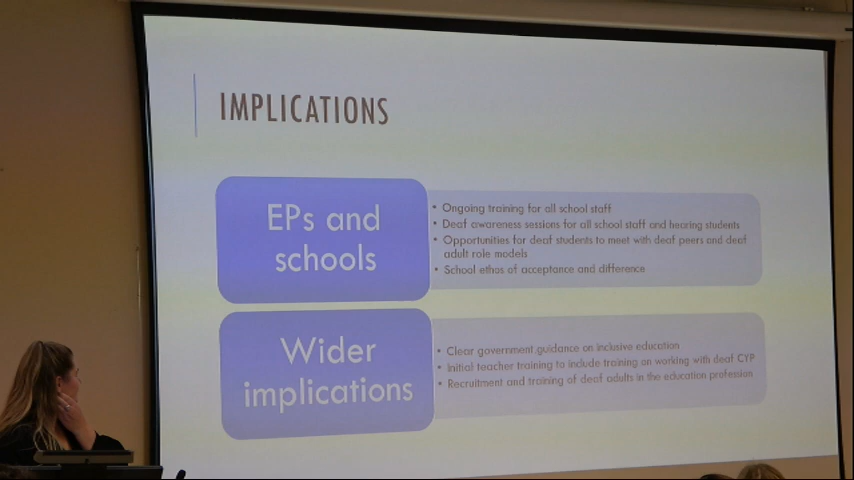 IMPLICATIONS
EPs and
schools
• Ongoing training for all school staff
• Deaf awareness sessions for all school staff and hearing students
• Opportunities for deaf students to meet with deaf peers and deaf
adult role models
• School ethos of acceptance and difference
Wider
implications
• Clear government guidance on inclusive education
• Initial teacher training to include training on working with deaf CYP
• Recruitment and training of deaf adults in the education profession